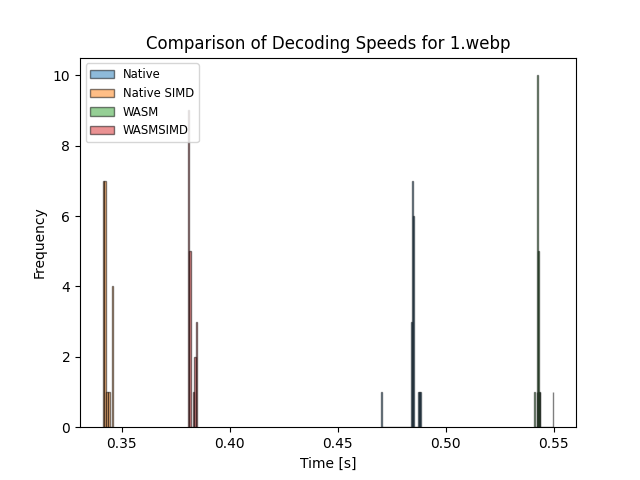 Comparison of Decoding Speeds for 1.webp
Native
Native SIMD
WASM
WASMSIMD
10
8
6
4
2
0
Frequency
0.35
0.40
0.45
0.50
0.55
Time [s]